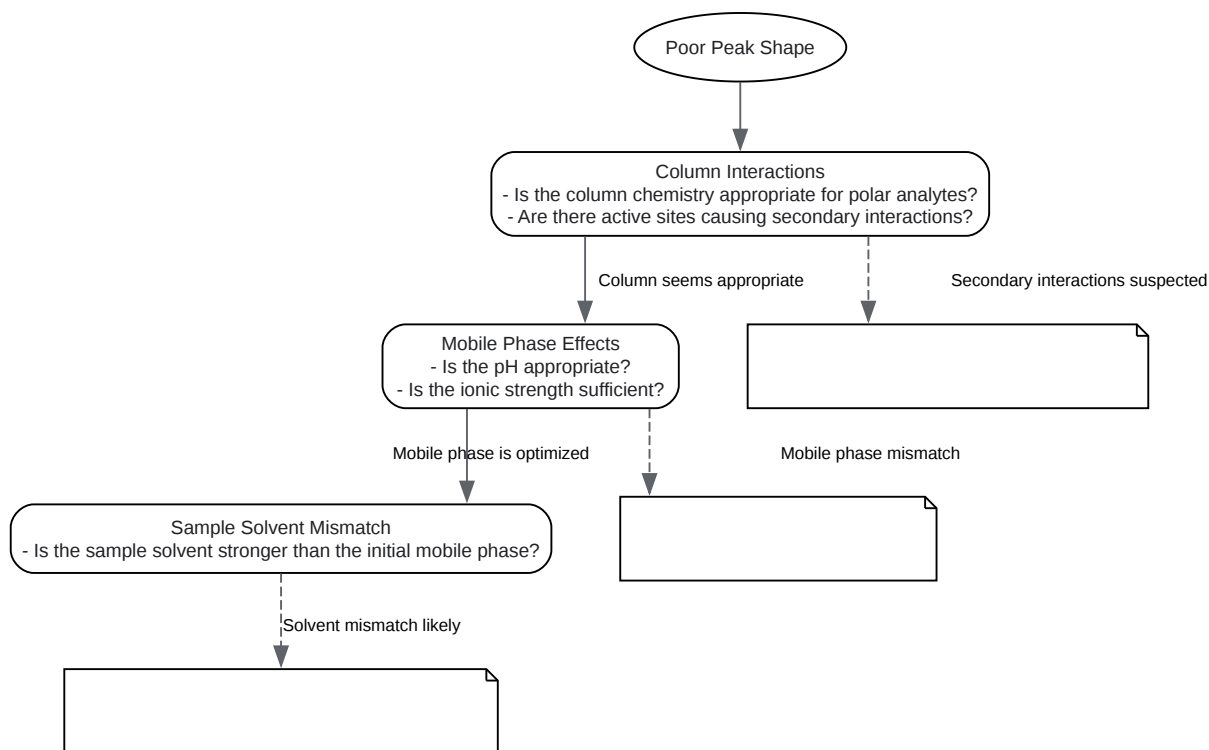 Poor Peak Shape
Column Interactions
- Is the column chemistry appropriate for polar analytes?
- Are there active sites causing secondary interactions?
Column seems appropriate
Secondary interactions suspected
Mobile Phase Effects
- Is the pH appropriate?
- Is the ionic strength sufficient?
Mobile phase is optimized
Mobile phase mismatch
Sample Solvent Mismatch
- Is the sample solvent stronger than the initial mobile phase?
Solvent mismatch likely